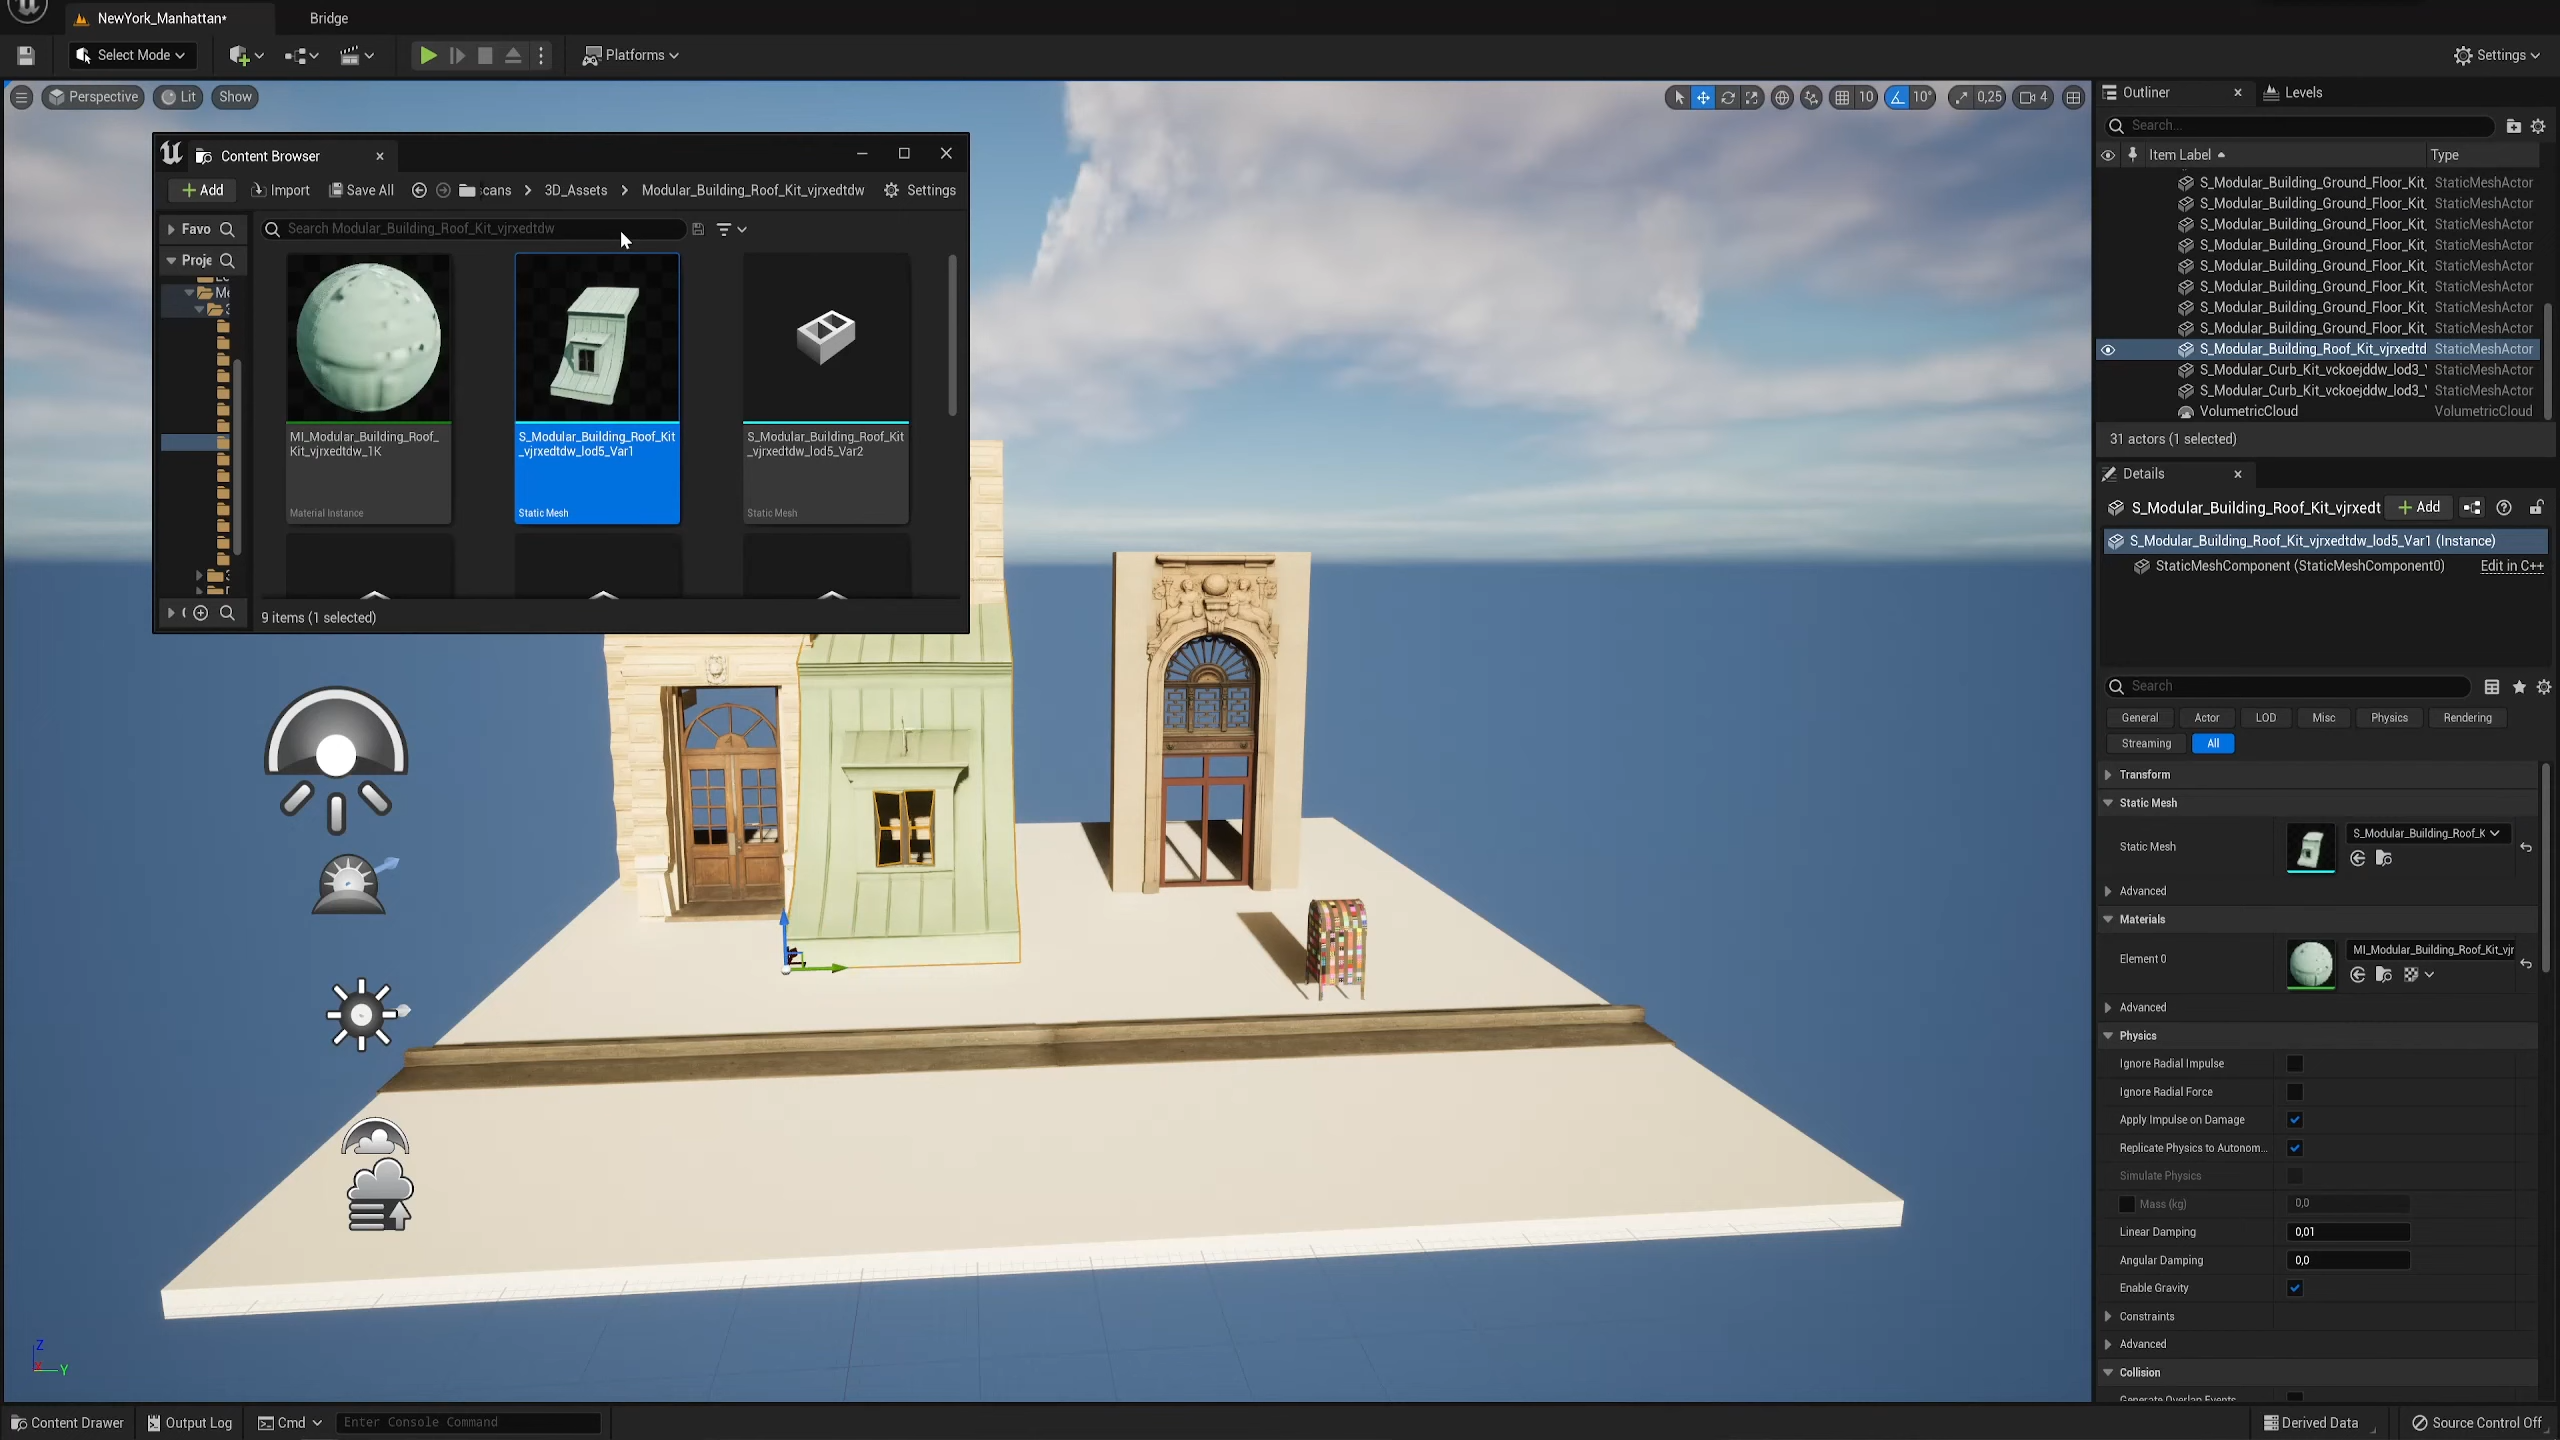 NewYork_Manhattan*
Bridge
Select Mode
Platforms
Settings
Perspective
Lit
Show
10
10°
0,25
4
Content Browser
Add
Import
Save All
cans
3D_Assets
Modular_Building_Roof_Kit_vjrxedtdw
Settings
Favo
Search Modular_Building_Roof_Kit_vjrxedtdw
Proje
MI_Modular_Building_Roof_
Kit_vjrxedtdw_1K
Material Instance
S_Modular_Building_Roof_Kit
_vjrxedtdw_lod5_Var1
Static Mesh
S_Modular_Building_Roof_Kit
_vjrxedtdw_lod5_Var2
Static Mesh
9 items (1 selected)
Outliner
Levels
Search...
Item Label
Type
S_Modular_Building_Ground_Floor_Kit_ StaticMeshActor
S_Modular_Building_Ground_Floor_Kit_ StaticMeshActor
S_Modular_Building_Ground_Floor_Kit_ StaticMeshActor
S_Modular_Building_Ground_Floor_Kit_ StaticMeshActor
S_Modular_Building_Ground_Floor_Kit_ StaticMeshActor
S_Modular_Building_Ground_Floor_Kit_ StaticMeshActor
S_Modular_Building_Ground_Floor_Kit_ StaticMeshActor
S_Modular_Building_Ground_Floor_Kit_ StaticMeshActor
S_Modular_Building_Roof_Kit_vjrxedtd StaticMeshActor
S_Modular_Curb_Kit_vckoejddw_lod3_ StaticMeshActor
S_Modular_Curb_Kit_vckoejddw_lod3_ StaticMeshActor
VolumetricCloud VolumetricCloud
31 actors (1 selected)
Details
S_Modular_Building_Roof_Kit_vjrxedt
Add
S_Modular_Building_Roof_Kit_vjrxedtdw_lod5_Var1 (Instance)
StaticMeshComponent (StaticMeshComponent0) Edit in C++
Search
General
Actor
LOD
Misc
Physics
Rendering
Streaming
All
Transform
Static Mesh
Static Mesh
S_Modular_Building_Roof_K
Advanced
Materials
Element 0
MI_Modular_Building_Roof_Kit_vjr
Advanced
Physics
Ignore Radial Impulse
Ignore Radial Force
Apply Impulse on Damage
Replicate Physics to Autonom...
Simulate Physics
Mass (kg) 0,0
Linear Damping 0,01
Angular Damping 0,0
Enable Gravity
Constraints
Advanced
Collision
Generate Overlap Events
Z
X
Y
Content Drawer
Output Log
Cmd
Enter Console Command
Derived Data
Source Control Off